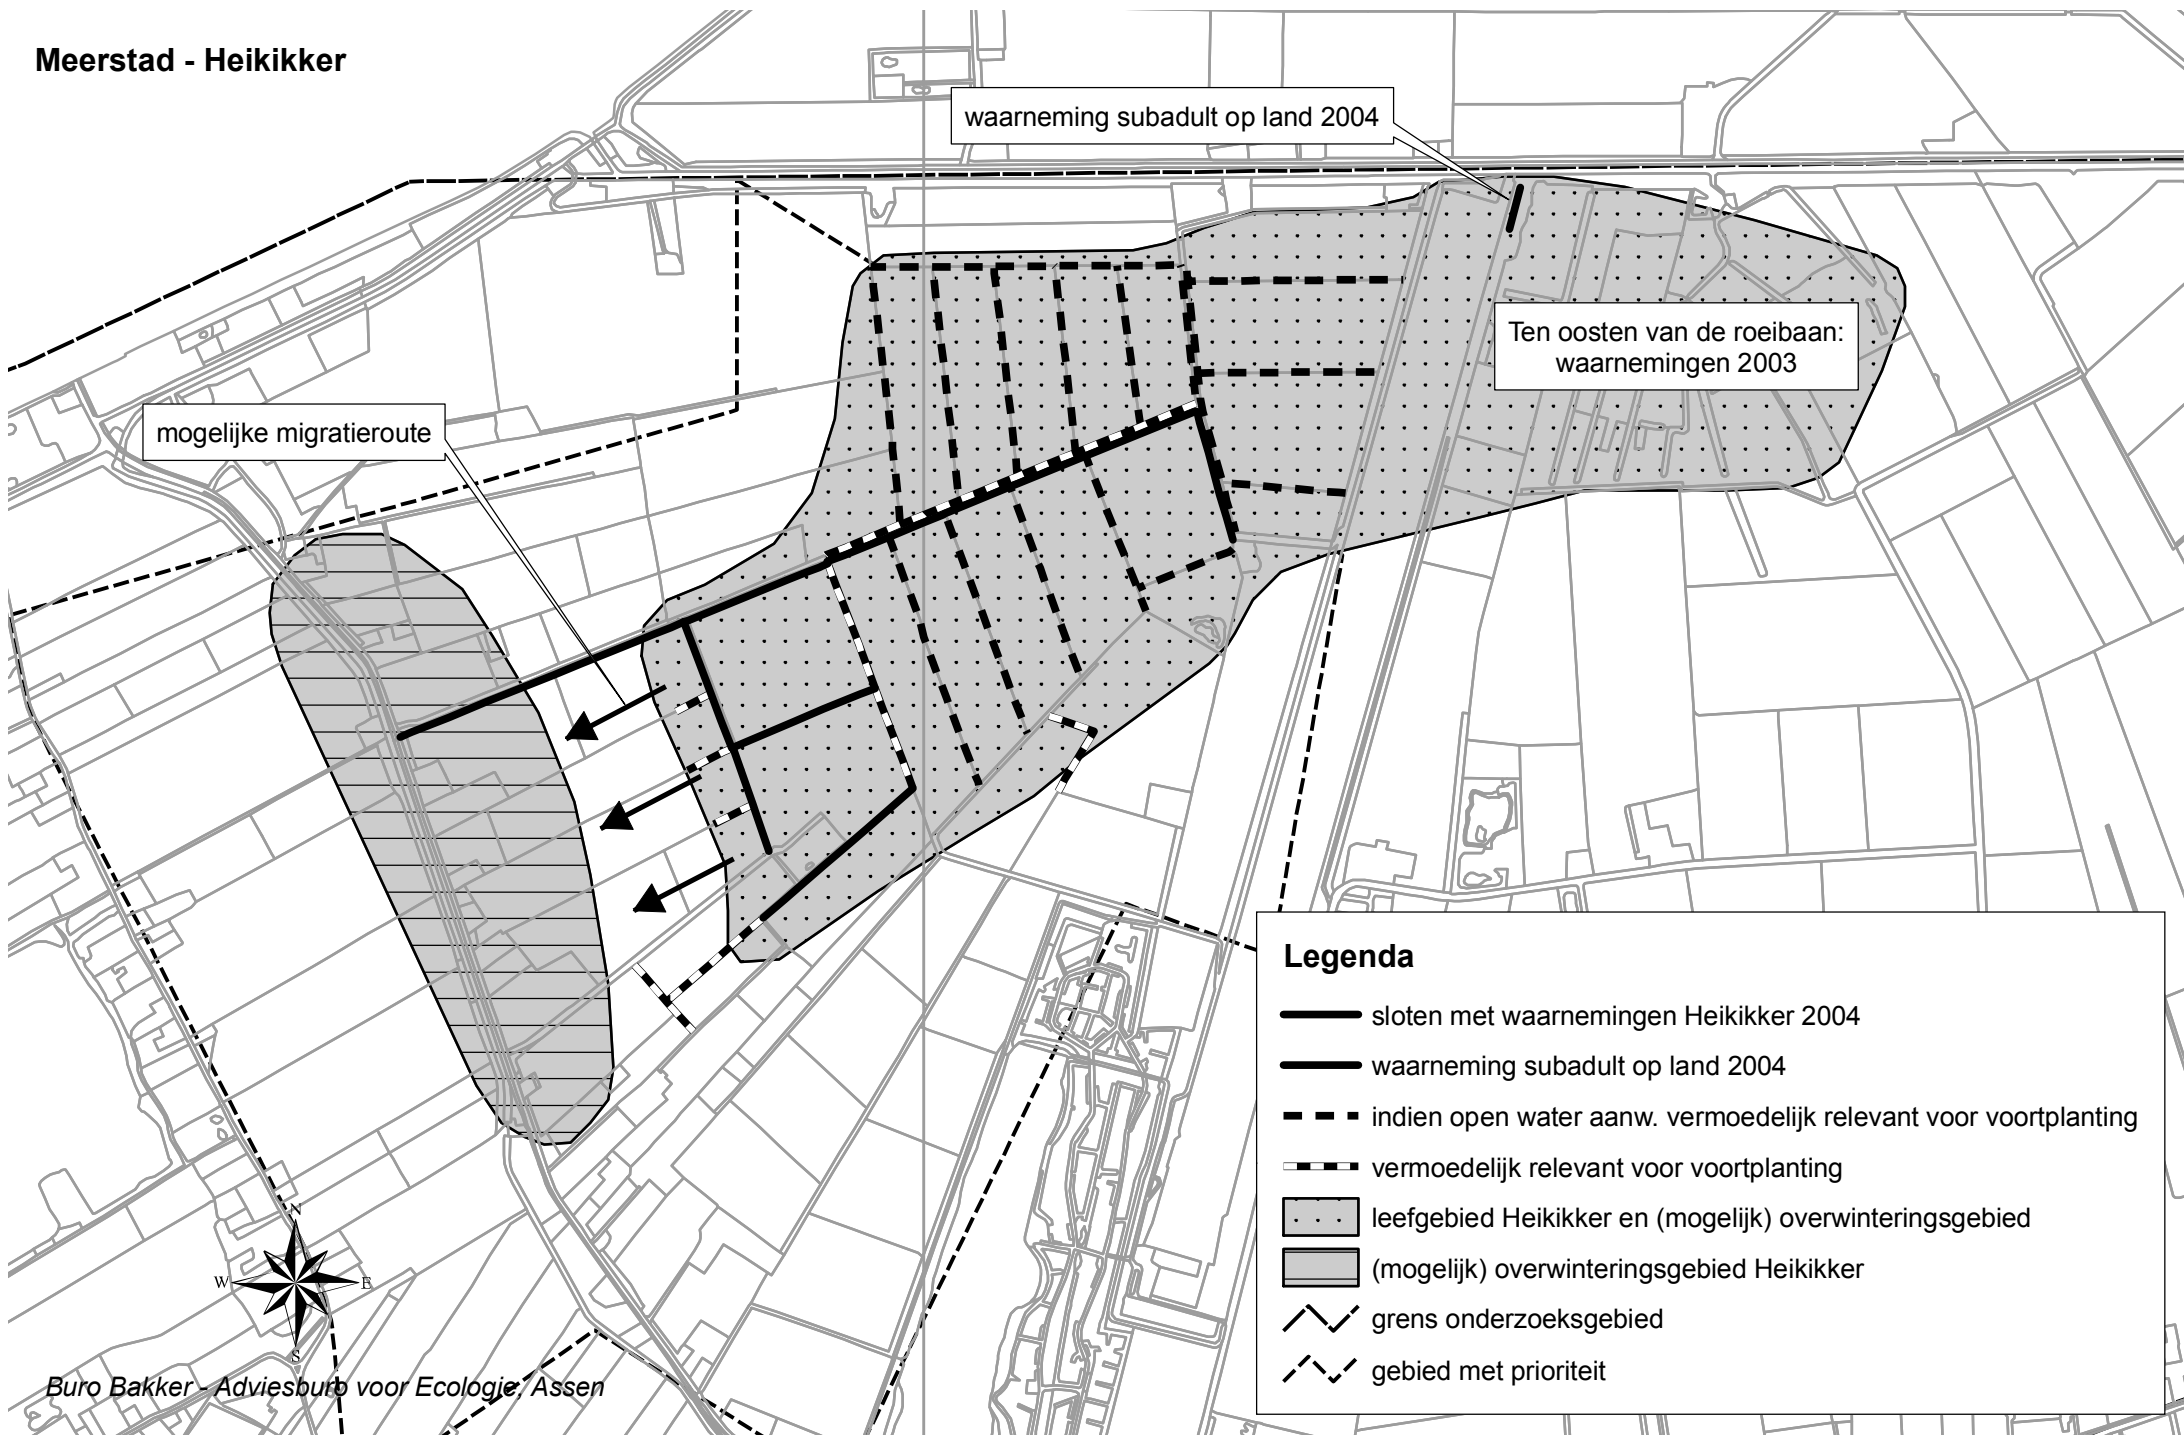 Meerstad - Heikikker
waarneming subadult op land 2004
Ten oosten van de roeibaan:
waarnemingen 2003
mogelijke migratieroute
Legenda
sloten met waarnemingen Heikikker 2004
waarneming subadult op land 2004
indien open water aanw. vermoedelijk relevant voor voortplanting
vermoedelijk relevant voor voortplanting
leefgebied Heikikker en (mogelijk) overwinteringsgebied
(mogelijk) overwinteringsgebied Heikikker
grens onderzoeksgebied
gebied met prioriteit
N
W
E
S
Buro Bakker - Adviesburo voor Ecologie, Assen